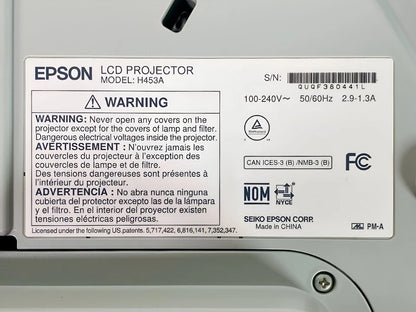 EPSON LCD PROJECTOR
MODEL: H453A
S/N:
QUQF380441L
100-240V~ 50/60Hz 2.9-1.3A
⚠ WARNING
WARNING: Never open any covers on the
projector except for the covers of lamp and filter.
Dangerous electrical voltages inside the projector.
AVERTISSEMENT : N'ouvrez jamais les
couvercles du projecteur à l'exception des
couvercles de lampe et de filtre.
Des tensions dangereuses sont présentes à
l'intérieur du projecteur.
ADVERTENCIA : No abra nunca ninguna
cubierta del protector excepto las de la lámpara
y el filtro. En el interior del proyector existen
tensiones eléctricas peligrosas.
Licensed under the following US patents. 5,717,422, 6,816,141, 7,352,347.
CAN ICES-3 (B) /NMB-3 (B)
FC
NOM
NYCE
SEIKO EPSON CORP.
Made in CHINA
PM-A